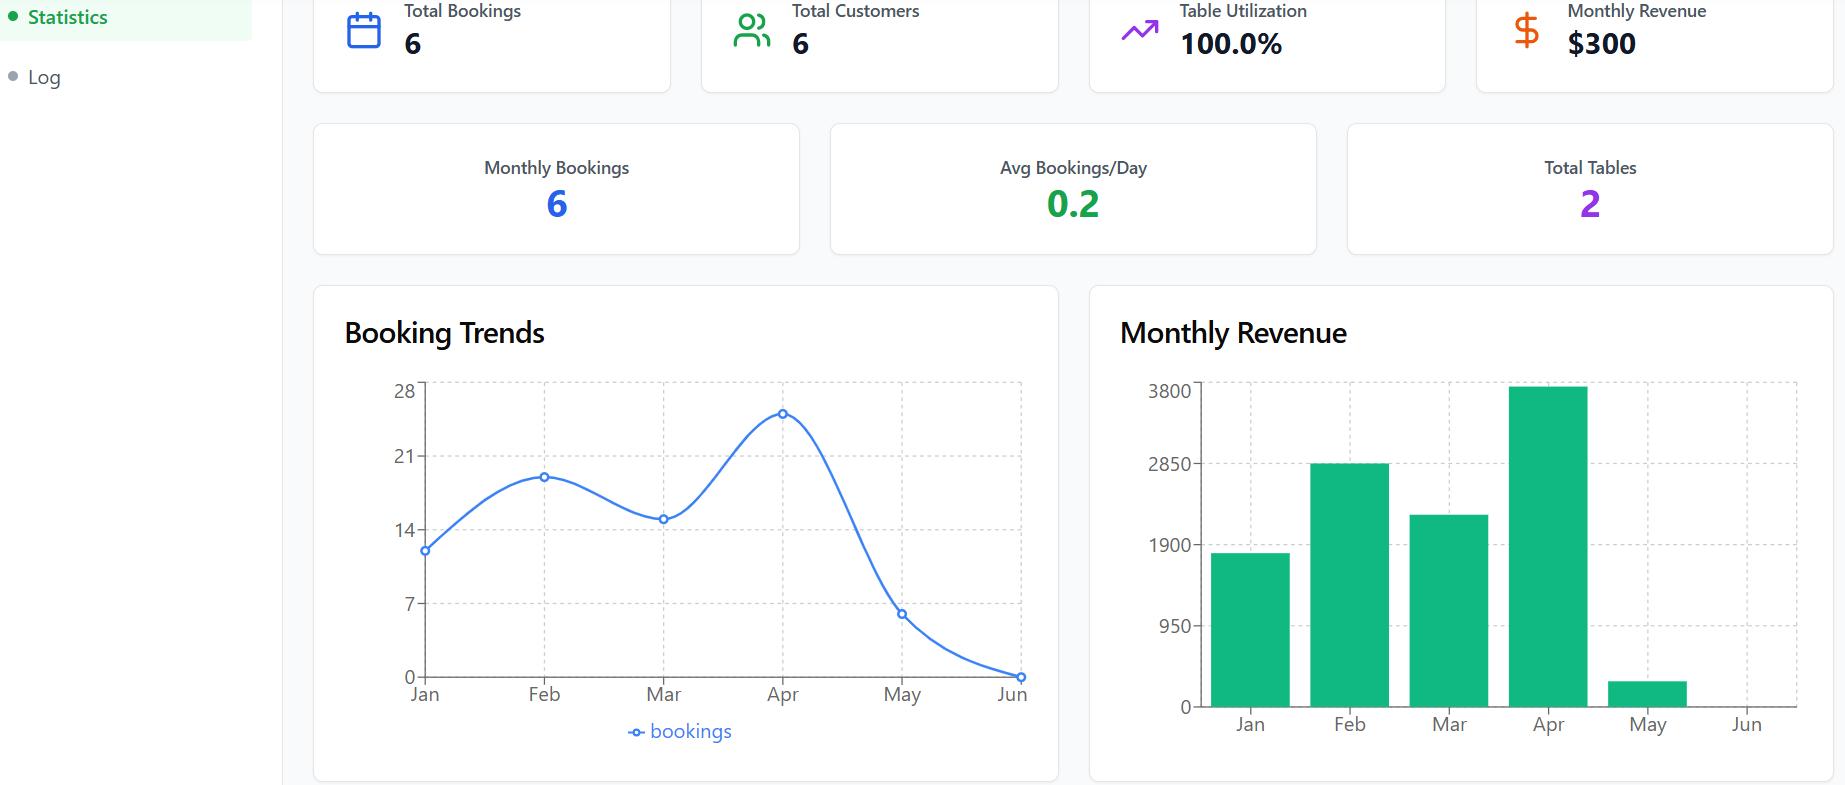 Statistics
Log
Total Bookings
6
Total Customers
6
Table Utilization
100.0%
Monthly Revenue
$300
Monthly Bookings
6
Avg Bookings/Day
0.2
Total Tables
2
Booking Trends
28
21
14
7
0
Jan Feb Mar Apr May Jun
bookings
Monthly Revenue
3800
2850
1900
950
0
Jan Feb Mar Apr May Jun